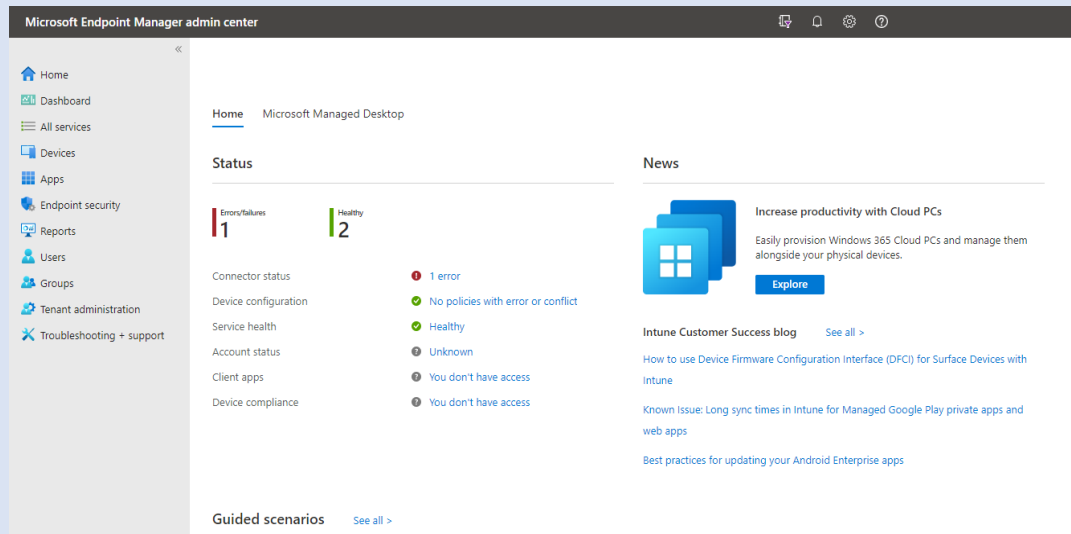 Microsoft Endpoint Manager admin center
«
Home
Dashboard
All services
Devices
Apps
Endpoint security
Reports
Users
Groups
Tenant administration
Troubleshooting + support
Home
Microsoft Managed Desktop
Status
Errors/failures
1
Healthy
2
Connector status
1 error
Device configuration
No policies with error or conflict
Service health
Healthy
Account status
Unknown
Client apps
You don't have access
Device compliance
You don't have access
News
Increase productivity with Cloud PCs
Easily provision Windows 365 Cloud PCs and manage them
alongside your physical devices.
Explore
Intune Customer Success blog
See all >
How to use Device Firmware Configuration Interface (DFCI) for Surface Devices with
Intune
Known Issue: Long sync times in Intune for Managed Google Play private apps and
web apps
Best practices for updating your Android Enterprise apps
Guided scenarios
See all >